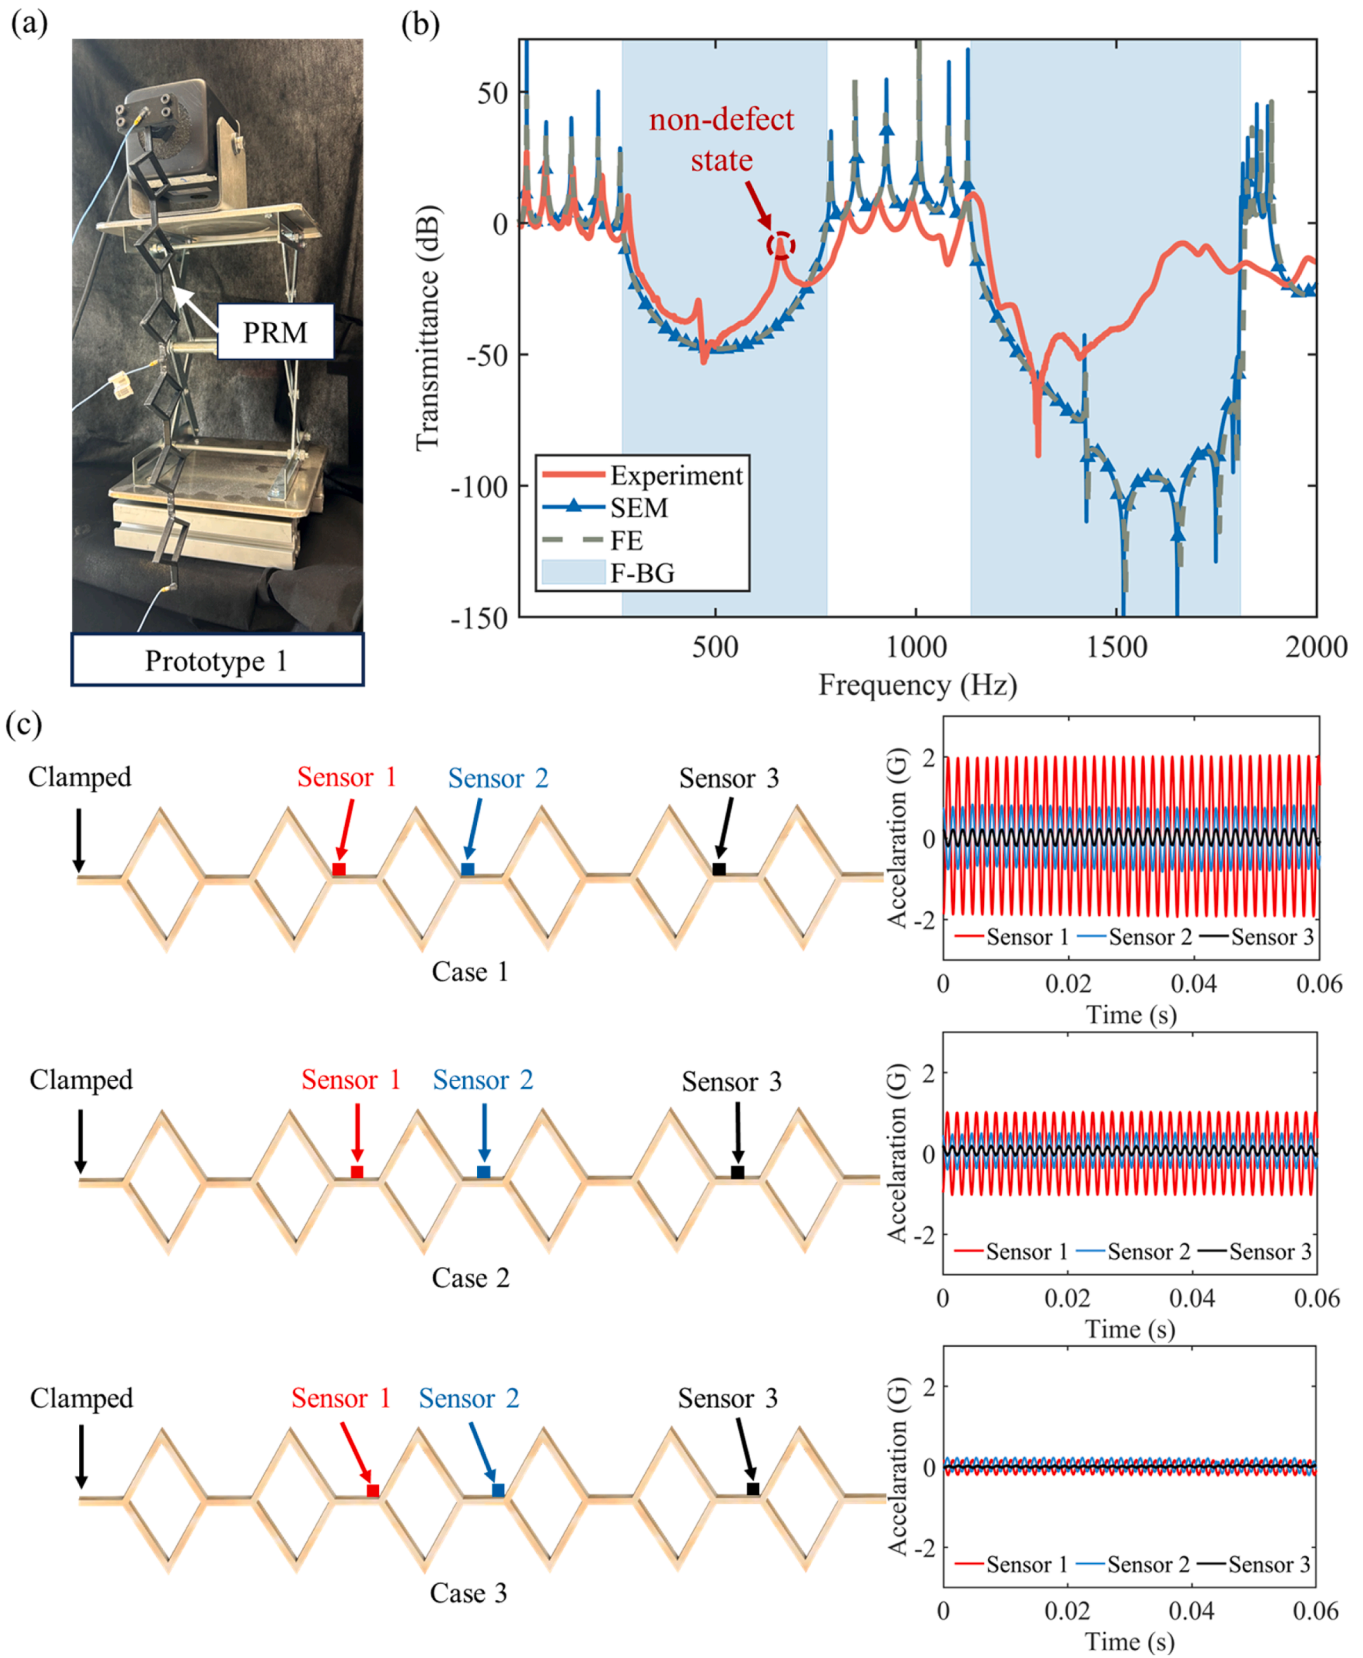 (a)
PRM
Prototype 1
(b)
50
0
-50
-100
-150
Transmittance (dB)
non-defect
state
Experiment
SEM
FE
F-BG
500
1000
1500
2000
Frequency (Hz)
(c)
Clamped
Sensor 1
Sensor 2
Sensor 3
Case 1
2
0
-2
Accelaration (G)
Sensor 1
Sensor 2
Sensor 3
0
0.02
0.04
0.06
Time (s)
Clamped
Sensor 1
Sensor 2
Sensor 3
Case 2
2
0
-2
Accelaration (G)
Sensor 1
Sensor 2
Sensor 3
0
0.02
0.04
0.06
Time (s)
Clamped
Sensor 1
Sensor 2
Sensor 3
Case 3
2
0
-2
Accelaration (G)
Sensor 1
Sensor 2
Sensor 3
0
0.02
0.04
0.06
Time (s)